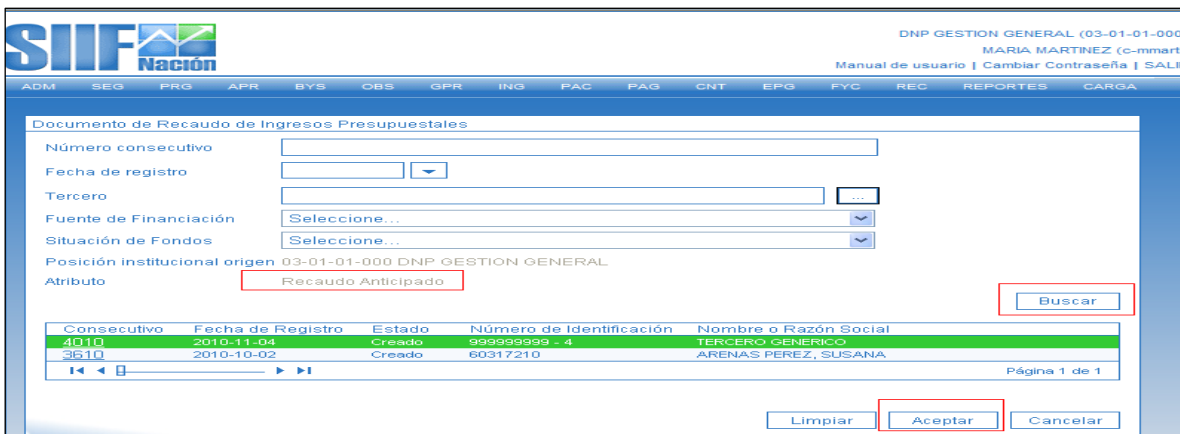 SIIF
Nación
DNP GESTION GENERAL (03-01-01-000
MARIA MARTINEZ (c-mmart
Manual de usuario | Cambiar Contraseña | SALI
ADM SEG PRG APR BYS OBS GPR ING PAC PAG CNT EPG FYC REC REPORTES CARGA
Documento de Recaudo de Ingresos Presupuestales
Número consecutivo
Fecha de registro
Tercero ...
Fuente de Financiación Seleccione...
Situación de Fondos Seleccione...
Posición institucional origen 03-01-01-000 DNP GESTION GENERAL
Atributo Recaudo Anticipado
Buscar
Consecutivo Fecha de Registro Estado Número de Identificación Nombre o Razón Social
4010 2010-11-04 Creado 999999999 - 4 TERCERO GENERICO
3610 2010-10-02 Creado 60317210 ARENAS PEREZ, SUSANA
Página 1 de 1
Limpiar Aceptar Cancelar